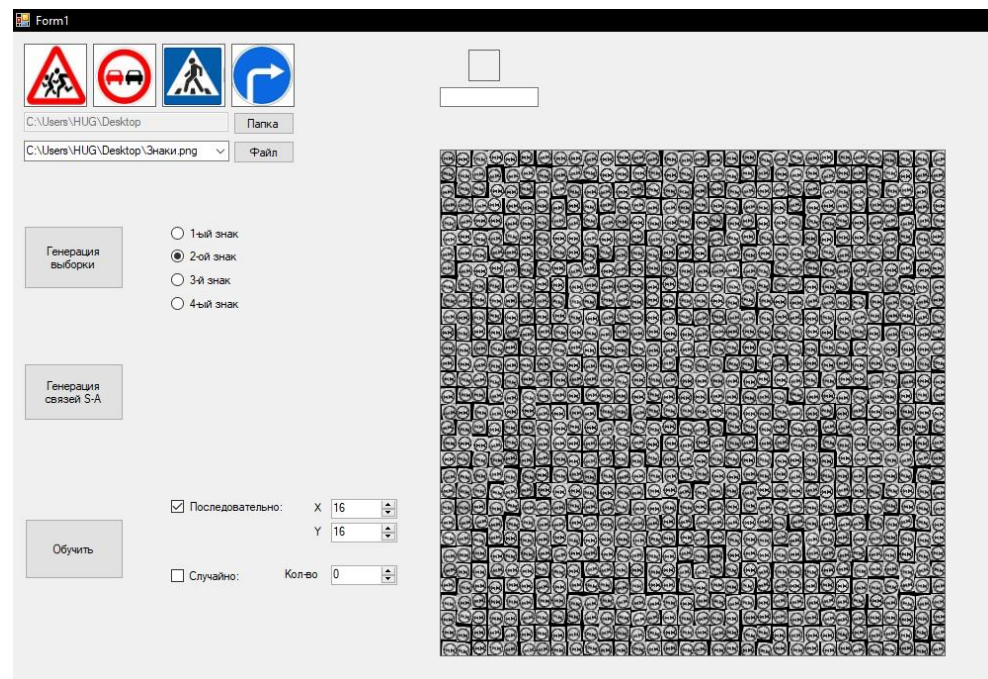 Form1
C:\Users\HUG\Desktop
Папка
C:\Users\HUG\Desktop\Знаки.png
Файл
Генерация
выборки
1-ый знак
2-ой знак
3-й знак
4-ый знак
Генерация
связей S-A
Обучить
Последовательно:
X 16
Y 16
Случайно:
Кол-во 0